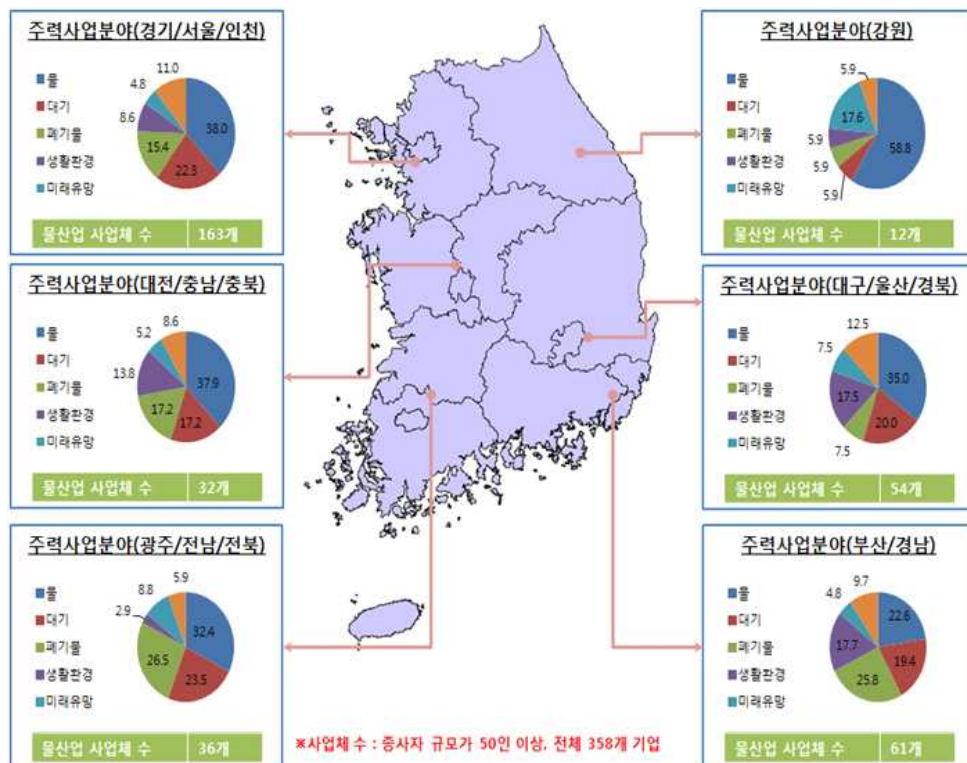 주력사업분야(경기/서울/인천)
물
대기
폐기물
생활환경
미래유망
38.0
22.3
15.4
8.6
4.8
11.0
물산업 사업체 수 163개
주력사업분야(강원)
물
대기
폐기물
생활환경
미래유망
58.8
5.9
5.9
5.9
17.6
5.9
물산업 사업체 수 12개
주력사업분야(대전/충남/충북)
물
대기
폐기물
생활환경
미래유망
37.9
17.2
17.2
13.8
5.2
8.6
물산업 사업체 수 32개
주력사업분야(대구/울산/경북)
물
대기
폐기물
생활환경
미래유망
35.0
20.0
7.5
17.5
7.5
12.5
물산업 사업체 수 54개
주력사업분야(광주/전남/전북)
물
대기
폐기물
생활환경
미래유망
32.4
23.5
26.5
2.9
8.8
5.9
물산업 사업체 수 36개
주력사업분야(부산/경남)
물
대기
폐기물
생활환경
미래유망
22.6
19.4
25.8
17.7
4.8
9.7
물산업 사업체 수 61개
※사업체 수 : 종사자 규모가 50인 이상. 전체 358개 기업